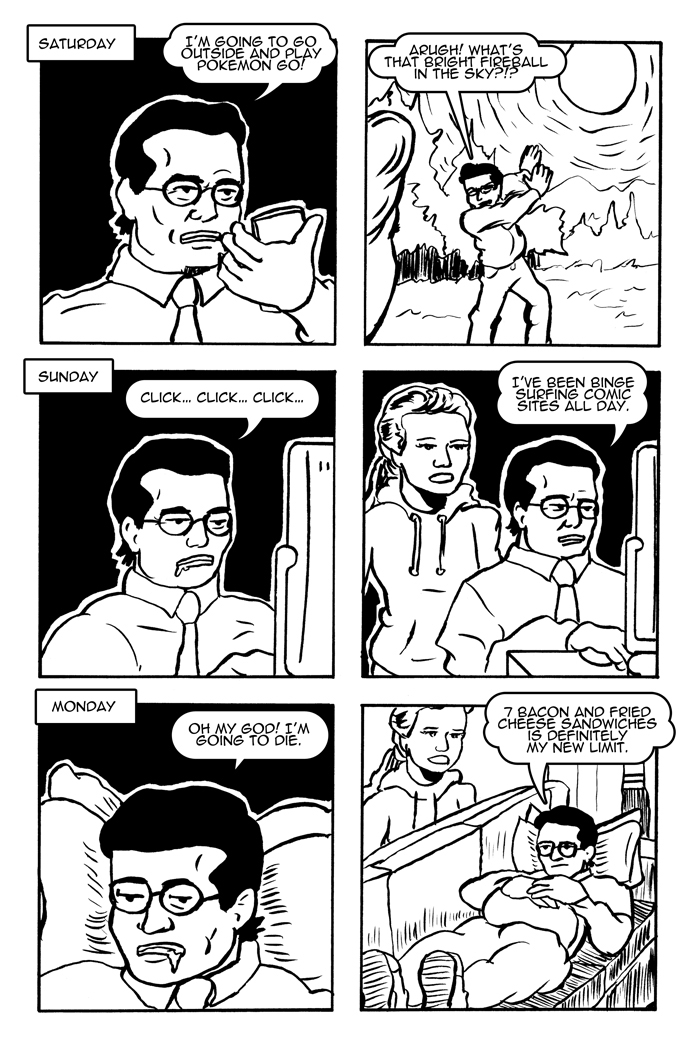 SATURDAY
I'M GOING TO GO
OUTSIDE AND PLAY
POKEMON GO!
ARUGH! WHAT'S
THAT BRIGHT FIREBALL
IN THE SKY?!?
SUNDAY
CLICK... CLICK... CLICK...
I'VE BEEN BINGE
SURFING COMIC
SITES ALL DAY.
MONDAY
OH MY GOD! I'M
GOING TO DIE.
7 BACON AND FRIED
CHEESE SANDWICHES
IS DEFINITELY
MY NEW LIMIT.